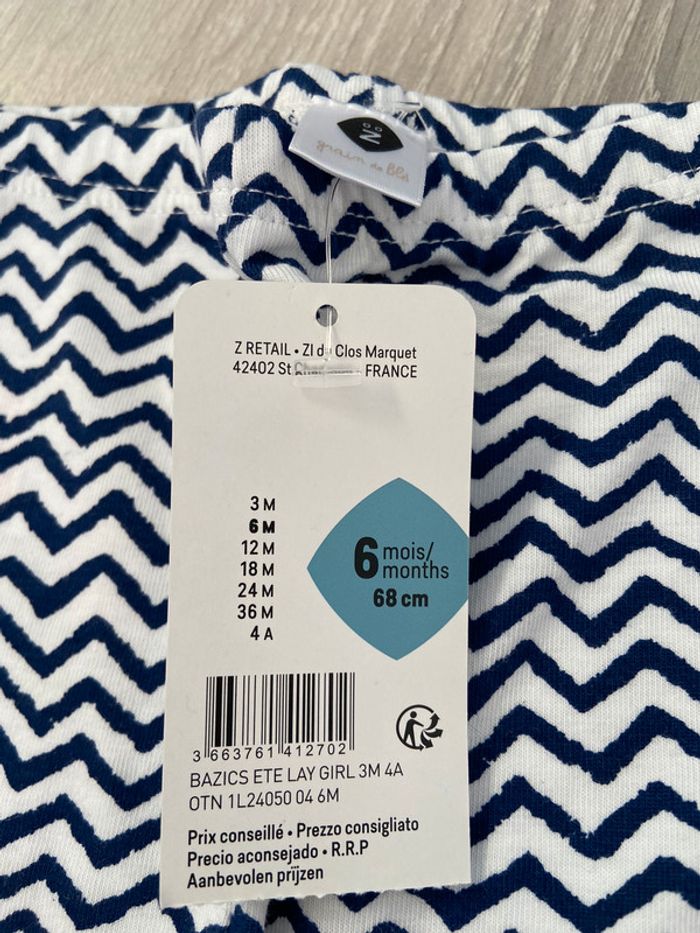 Z
grain de blé
Z RETAIL • ZI du Clos Marquet
42402 St - FRANCE
3 M
6 M
12 M
18 M
24 M
36 M
4 A
6 mois/
months
68 cm
3 663761 412702
BAZICS ETE LAY GIRL 3M 4A
OTN 1L24050 04 6M
Prix conseillé • Prezzo consigliato
Precio aconsejado • R.R.P
Aanbevolen prijzen